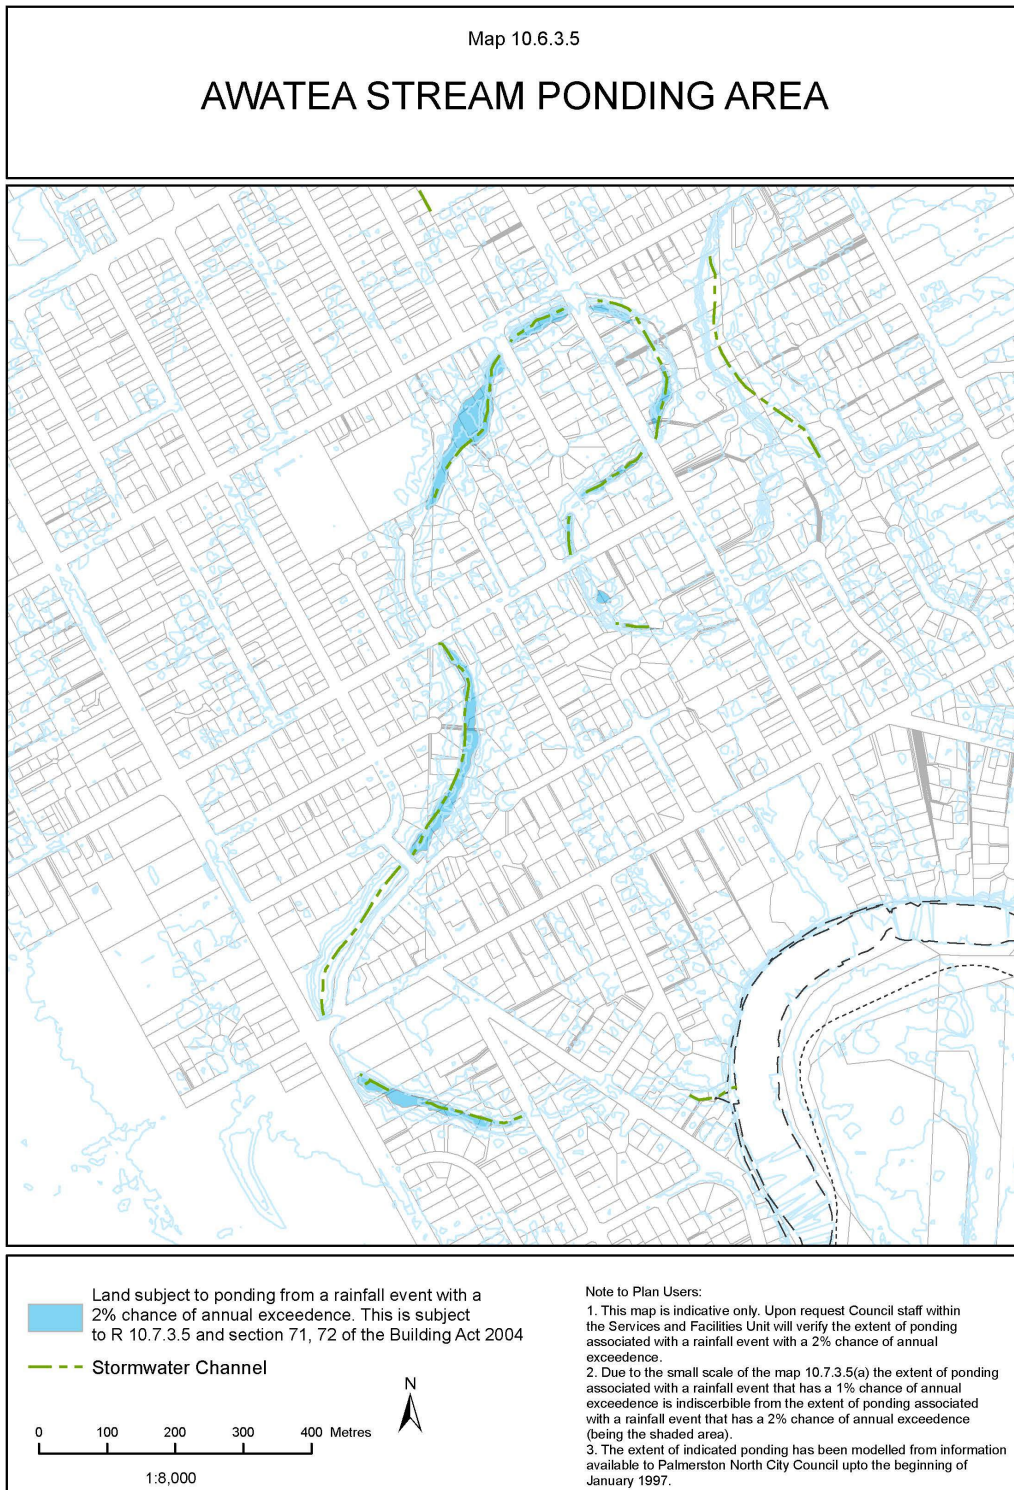 Map 10.6.3.5
AWATEA STREAM PONDING AREA
Land subject to ponding from a rainfall event with a
2% chance of annual exceedance. This is subject
to R 10.7.3.5 and section 71, 72 of the Building Act 2004
Stormwater Channel
N
0 100 200 300 400 Metres
1:8,000
Note to Plan Users:
1. This map is indicative only. Upon request Council staff within
the Services and Facilities Unit will verify the extent of ponding
associated with a rainfall event with a 2% chance of annual
exceedence.
2. Due to the small scale of the map 10.7.3.5(a) the extent of ponding
associated with a rainfall event that has a 1% chance of annual
exceedence is indiscerbible from the extent of ponding associated
with a rainfall event that has a 2% chance of annual exceedence
(being the shaded area).
3. The extent of indicated ponding has been modelled from information
available to Palmerston North City Council upto the beginning of
January 1997.